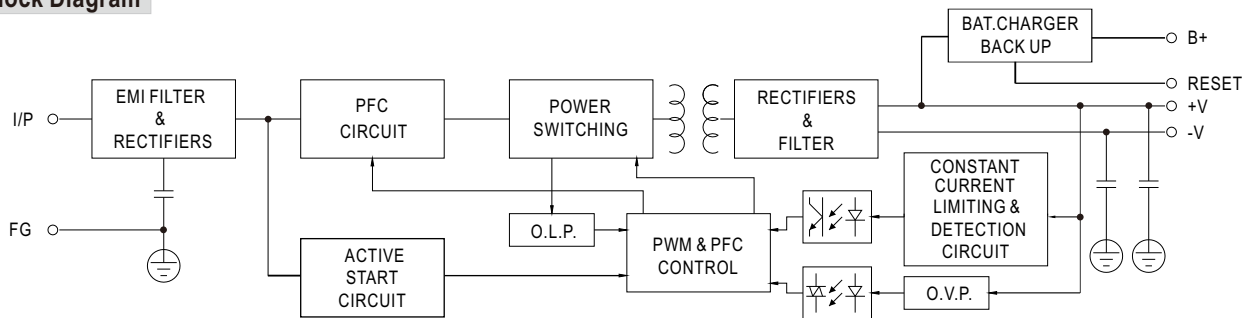 lock Diagram
BAT.CHARGER
BACK UP
B+
RESET
EMI FILTER
&
RECTIFIERS
PFC
CIRCUIT
POWER
SWITCHING
RECTIFIERS
&
FILTER
I/P
+V
-V
CONSTANT
CURRENT
LIMITING &
DETECTION
CIRCUIT
FG
O.L.P.
PWM & PFC
CONTROL
ACTIVE
START
CIRCUIT
O.V.P.